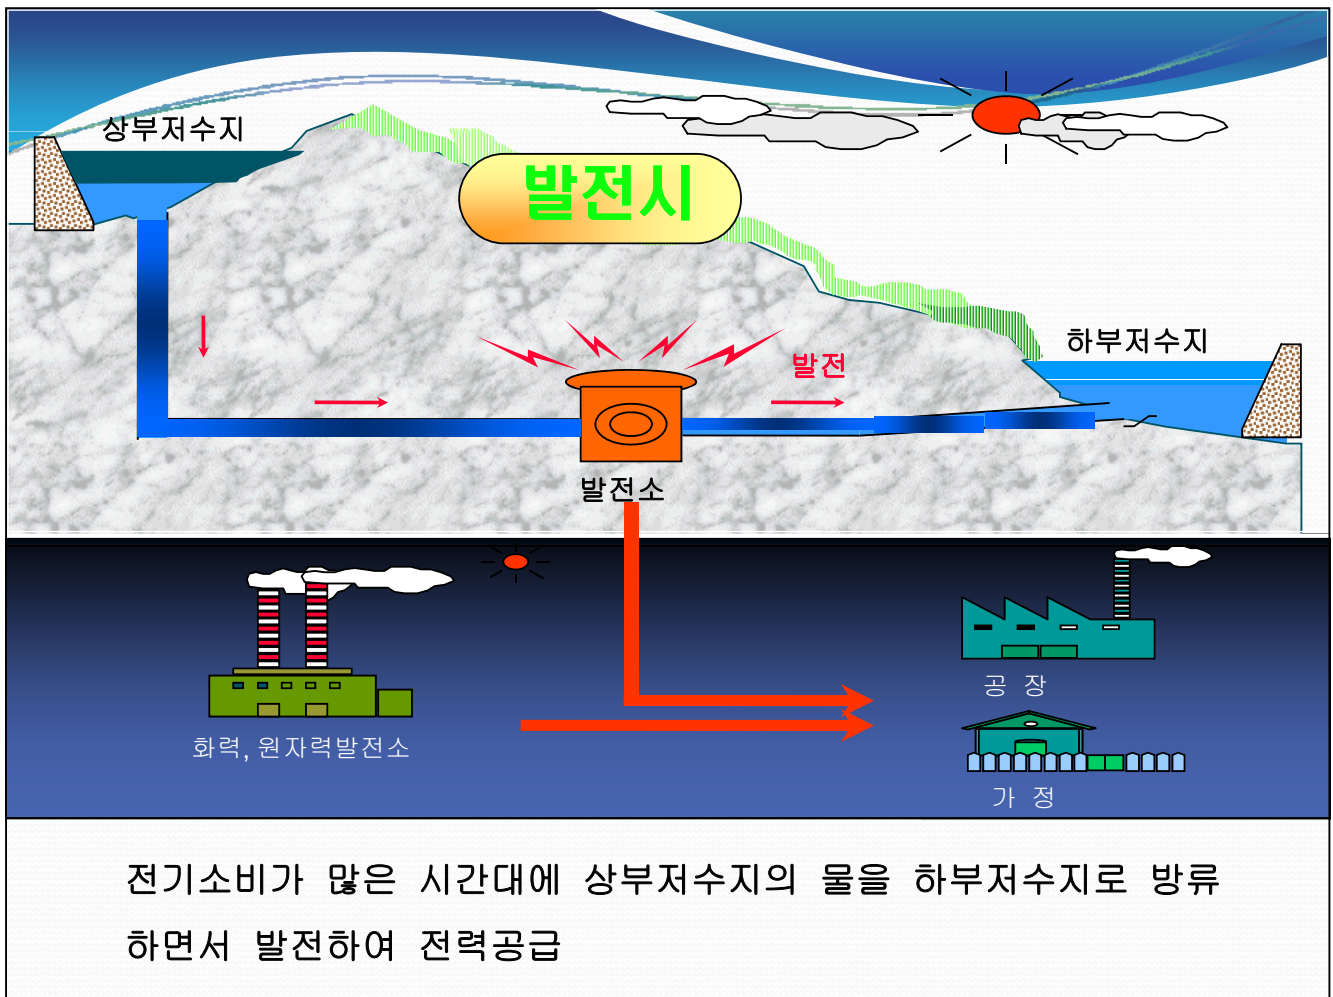 상부저수지
발전시
하부저수지
발전
발전소
공 장
화력, 원자력발전소
가 정
전기소비가 많은 시간대에 상부저수지의 물을 하부저수지로 방류
하면서 발전하여 전력공급